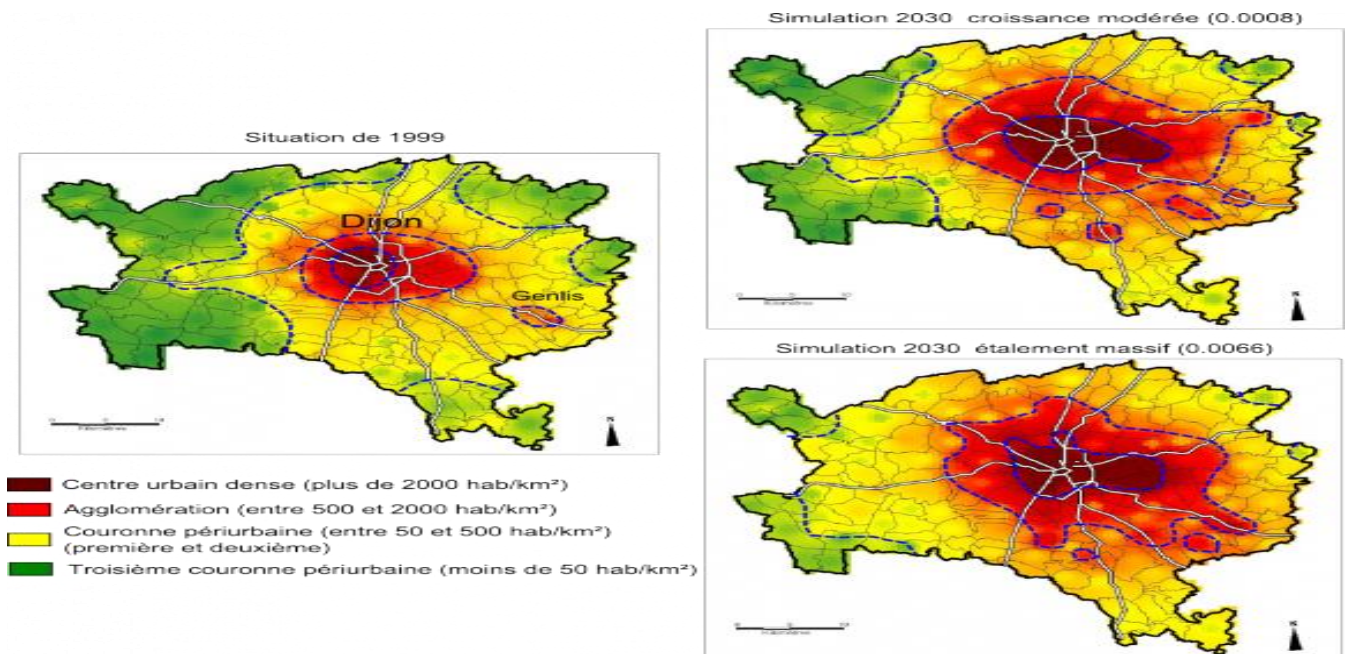 Simulation 2030 croissance modérée (0.0008)
Situation de 1999
Dijon
Genlis
N
Simulation 2030 étalement massif (0.0066)
Centre urbain dense (plus de 2000 hab/km²)
Agglomération (entre 500 et 2000 hab/km²)
Couronne périurbaine (entre 50 et 500 hab/km²)
(première et deuxième)
Troisième couronne périurbaine (moins de 50 hab/km²)